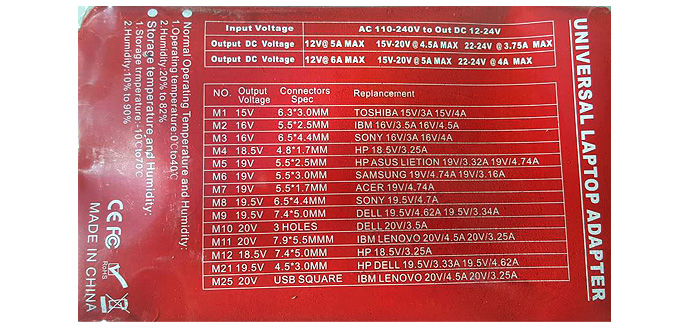 UNIVERSAL LAPTOP ADAPTER
Input Voltage AC 110-240V to Out DC 12-24V
Output DC Voltage 12V@5A MAX 15V-20V@4.5A MAX 22-24V@3.75A MAX
Output DC Voltage 12V@6A MAX 15V-20V@5A MAX 22-24V@4A MAX
NO. Output Voltage Connectors Spec Replancement
M1 15V 6.3*3.0MM TOSHIBA 15V/3A 15V/4A
M2 16V 5.5*2.5MM IBM 16V/3.5A 16V/4.5A
M3 16V 6.5*4.4MM SONY 16V/3A 16V/4A
M4 18.5V 4.8*1.7MM HP 18.5V/3.25A
M5 19V 5.5*2.5MM HP ASUS LIETION 19V/3.32A 19V/4.74A
M6 19V 5.5*3.0MM SAMSUNG 19V/4.74A 19V/3.16A
M7 19V 5.5*1.7MM ACER 19V/4.74A
M8 19.5V 6.5*4.4MM SONY 19.5V/4.7A
M9 19.5V 7.4*5.0MM DELL 19.5V/4.62A 19.5V/3.34A
M10 20V 3 HOLES DELL 20V/3.5A
M11 20V 7.9*5.5MMM IBM LENOVO 20V/4.5A 20V/3.25A
M12 18.5V 7.4*5.0MM HP 18.5V/3.25A
M21 19.5V 4.5*3.0MM HP DELL 19.5V/3.33A 19.5V/4.62A
M25 20V USB SQUARE IBM LENOVO 20V/4.5A 20V/3.25A
Normal Operating Temperature and Humidity:
1.Operating temperature:0℃to40℃
2.Humidity:20% to 82%
Storage temperature and Humidity:
1.Storage trmperature:-10℃to70℃
2.Humidity:10% to 90%
CE FC RoHS
MADE IN CHINA